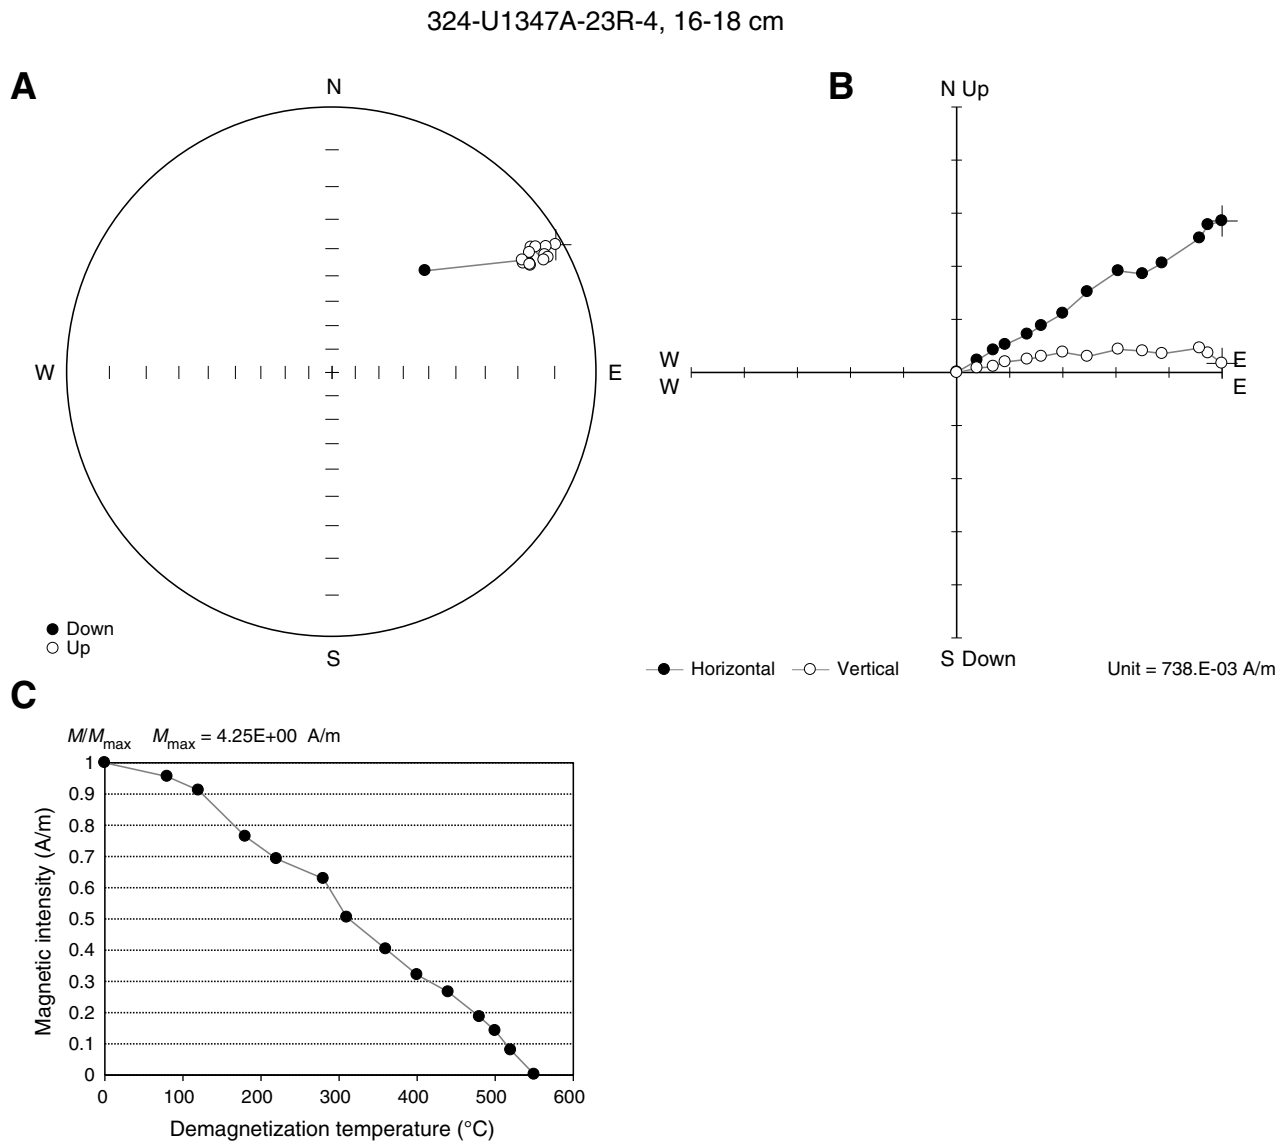 324-U1347A-23R-4, 16-18 cm
A
B
N
N Up
W
E
W
E
W
E
S
Down
Up
S Down
Horizontal
Vertical
Unit = 738.E-03 A/m
C
M/Mmax Mmax = 4.25E+00 A/m
1
0.9
0.8
0.7
0.6
0.5
0.4
0.3
0.2
0.1
0
Magnetic intensity (A/m)
0 100 200 300 400 500 600
Demagnetization temperature (°C)